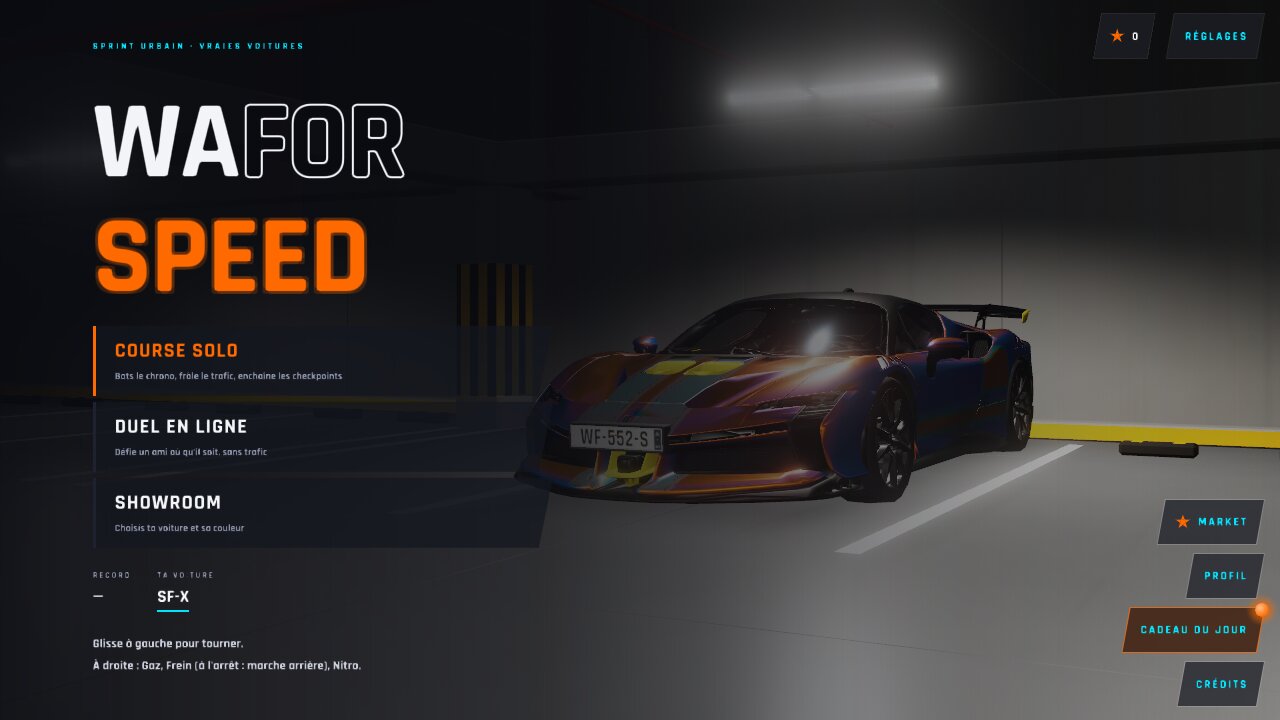 SPRINT URBAIN · VRAIES VOITURES
★ 0
RÉGLAGES
WAFOR
SPEED
COURSE SOLO
Bats le chrono, frôle le trafic, enchaîne les checkpoints
DUEL EN LIGNE
Défie un ami ou qu'il soit, sans trafic
SHOWROOM
Choisis ta voiture et sa couleur
WF-552-S
RECORD
—
TA VOITURE
SF-X
Glisse à gauche pour tourner.
À droite : Gaz, Frein (à l'arrêt : marche arrière), Nitro.
★ MARKET
PROFIL
CADEAU DU JOUR
CRÉDITS